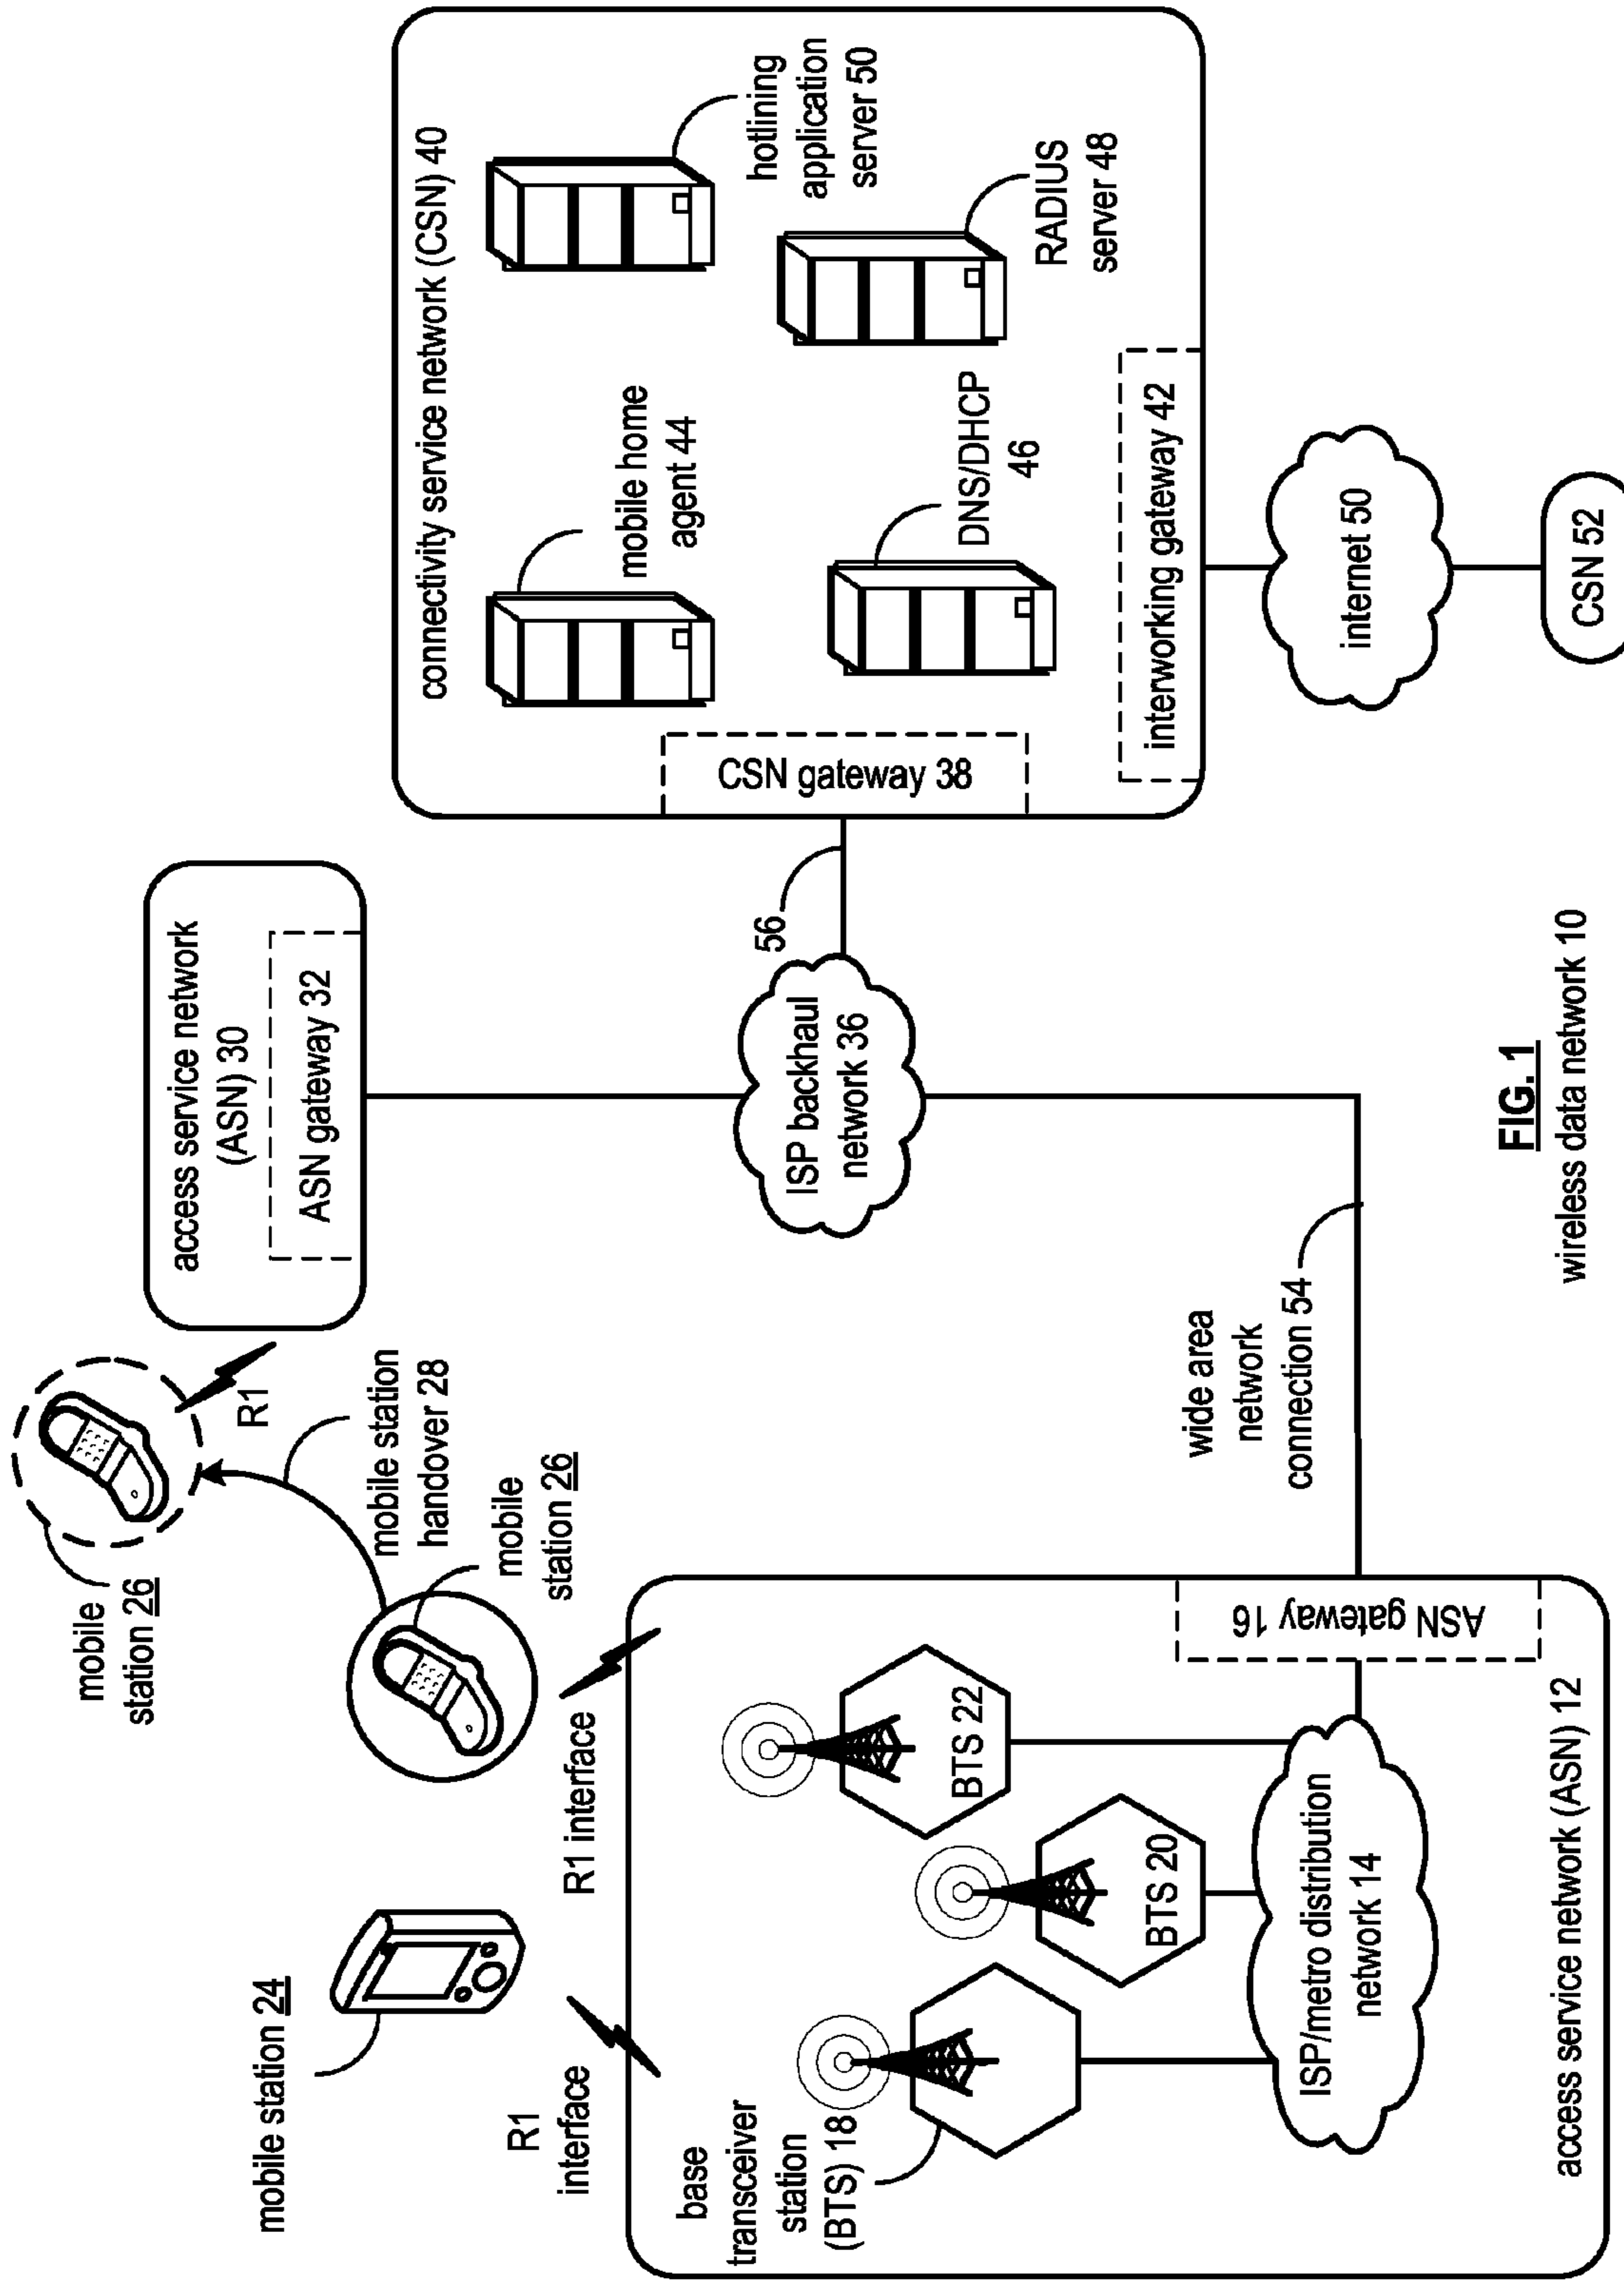 mobile station 24
R1
interface
mobile
station 26
mobile station
handover 28
mobile
station 26
R1
R1 interface
base
transceiver
station
(BTS) 18
BTS 20
BTS 22
ISP/metro distribution
network 14
ASN gateway 16
access service network (ASN) 12
access service network
(ASN) 30
ASN gateway 32
wide area
network
connection 54
ISP backhaul
network 36
56
connectivity service network (CSN) 40
mobile home
agent 44
hotlining
application
server 50
CSN gateway 38
DNS/DHCP
46
RADIUS
server 48
interworking gateway 42
internet 50
CSN 52
FIG. 1
wireless data network 10